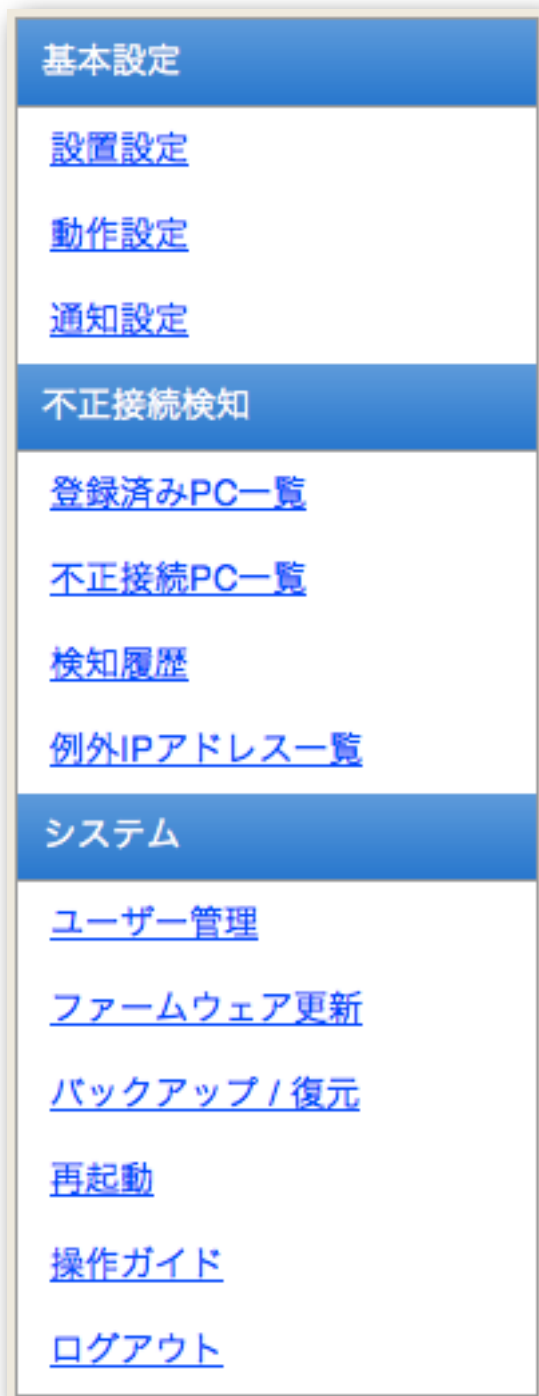 基本設定
設置設定
動作設定
通知設定
不正接続検知
登録済みPC一覧
不正接続PC一覧
検知履歴
例外IPアドレス一覧
システム
ユーザー管理
ファームウェア更新
バックアップ / 復元
再起動
操作ガイド
ログアウト